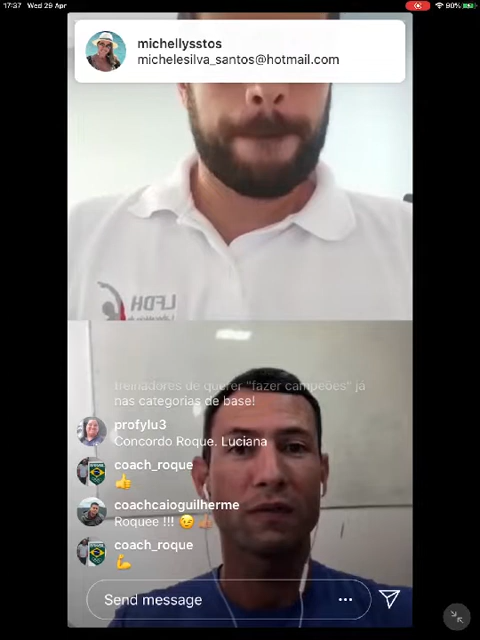 17:37 Wed 29 Apr
90%
michellysstos
michelesilva_santos@hotmail.com
LFDH
treinadores de querer "fazer campeões" já
nas categorias de base!
profylu3
Concordo Roque. Luciana
coach_roque
👍
coachcaioguilherme
Roquee !!! 😉👍🏽
coach_roque
💪
Send message